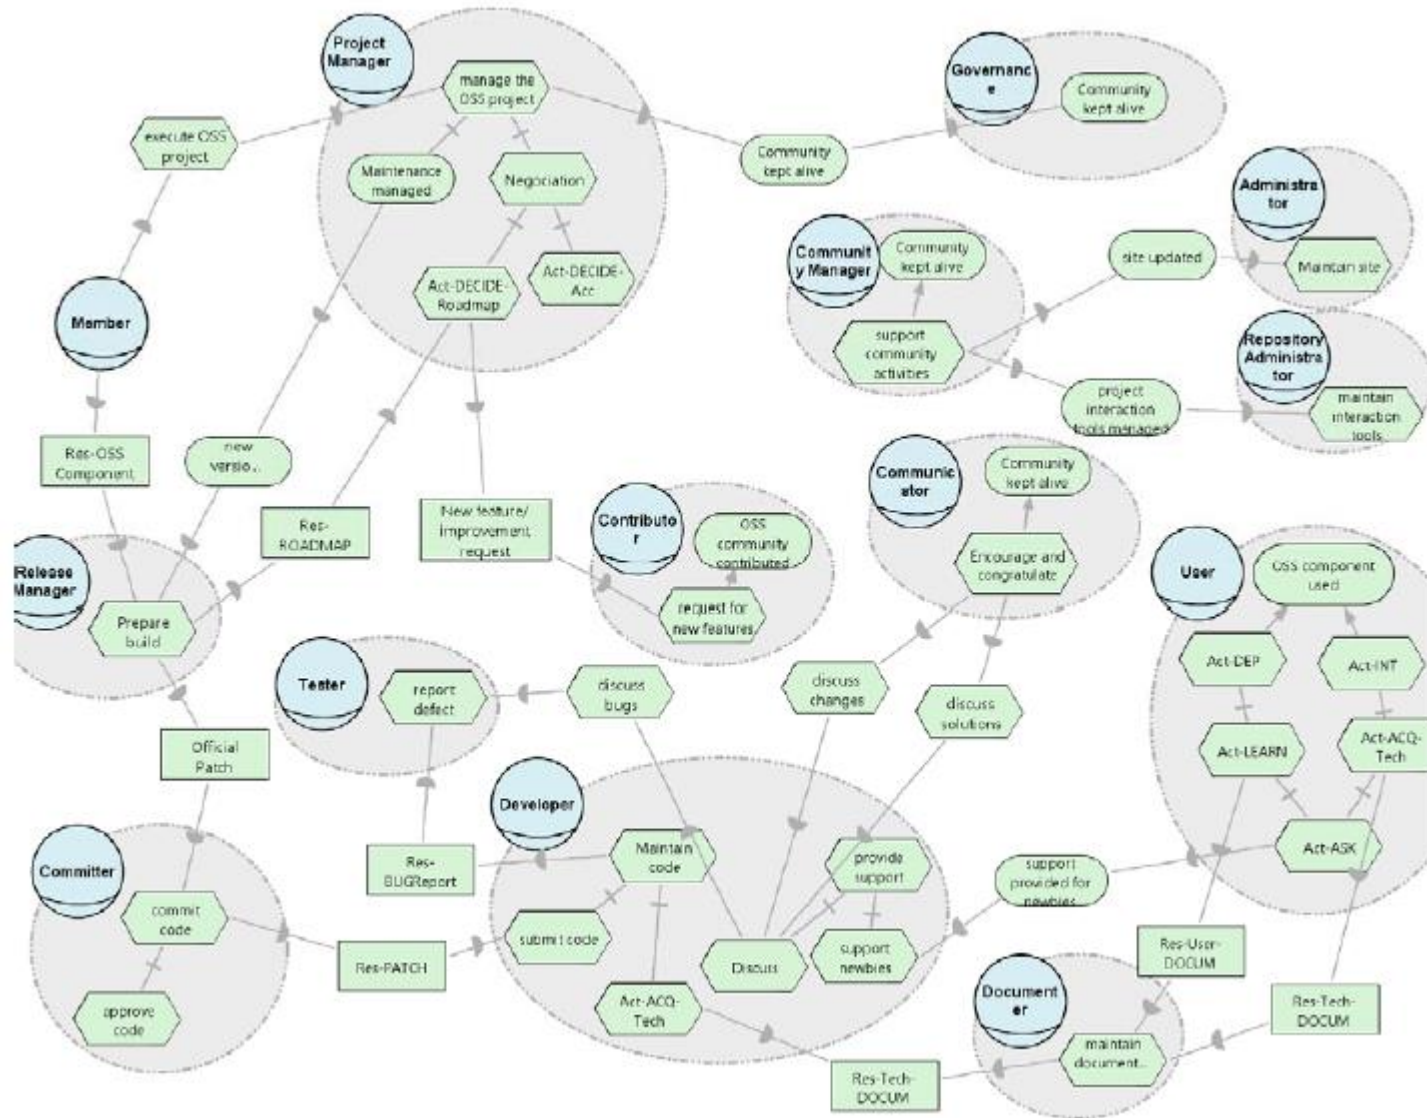 Project
Manager
manage the
OSS project
Governanc
e
Community
kept alive
execute OSS
project
Community
kept alive
Maintenance
managed
Negociation
Administra
tor
Communit
y Manager
Community
kept alive
site updated
Maintain site
Act-DECIDE-
Roadmap
Act-DECIDE-
Acc
Member
support
community
activities
Repository
Administra
tor
project
interaction
tools managed
maintain
interaction
tools
Res-OSS
Component
new
versio...
Communic
ator
Community
kept alive
Res-
ROADMAP
New feature/
improvement
request
Contributo
r
OSS
community
contributed
Encourage and
congratulate
Release
Manager
User
OSS component
used
Prepare
build
request for
new features
Tester
report
defect
discuss
bugs
discuss
changes
discuss
solutions
Act-DEP
Act-INT
Official
Patch
Act-LEARN
Act-ACQ-
Tech
Developer
Committer
Res-
BUGReport
Maintain
code
provide
support
support
provided for
newbies
Act-ASK
commit
code
submit code
Res-PATCH
Discuss
support
newbies
Res-User-
DOCUM
approve
code
Act-ACQ-
Tech
Document
er
Res-Tech-
DOCUM
maintain
document...
Res-Tech-
DOCUM